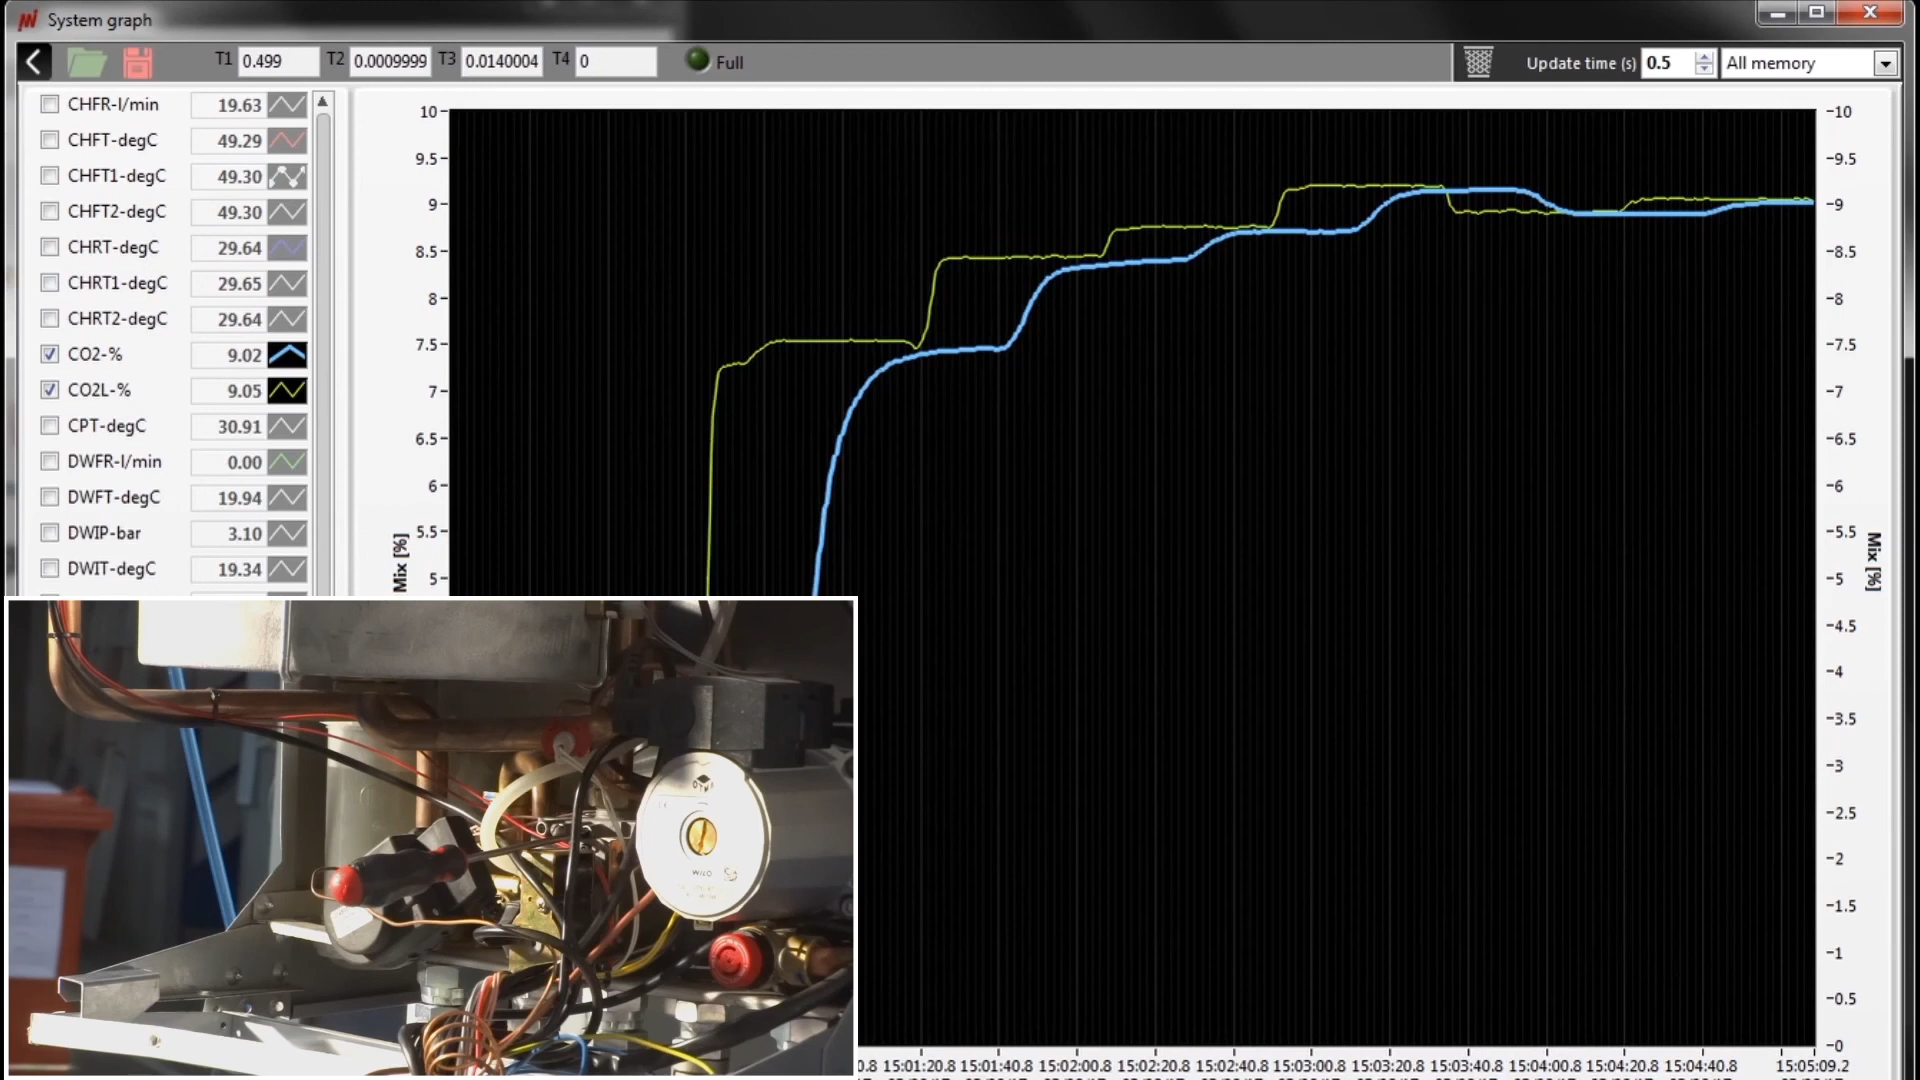 System graph
T1 0.499 T2 0.0009999 T3 0.0140004 T4 0 Full Update time (s) 0.5 All memory
CHFR-l/min 19.63
CHFT-degC 49.29
CHFT1-degC 49.30
CHFT2-degC 49.30
CHRT-degC 29.64
CHRT1-degC 29.65
CHRT2-degC 29.64
CO2-% 9.02
CO2L-% 9.05
CPT-degC 30.91
DWFR-l/min 0.00
DWFT-degC 19.94
DWIP-bar 3.10
DWIT-degC 19.34
10
9.5
9
8.5
8
7.5
7
6.5
6
5.5
5
Mix [%]
10
9.5
9
8.5
8
7.5
7
6.5
6
5.5
5
4.5
4
3.5
3
2.5
2
1.5
1
0.5
0
Mix [%]
0.8 15:01:20.8 15:01:40.8 15:02:00.8 15:02:20.8 15:02:40.8 15:03:00.8 15:03:20.8 15:03:40.8 15:04:00.8 15:04:20.8 15:04:40.8 15:05:09.2
WILO